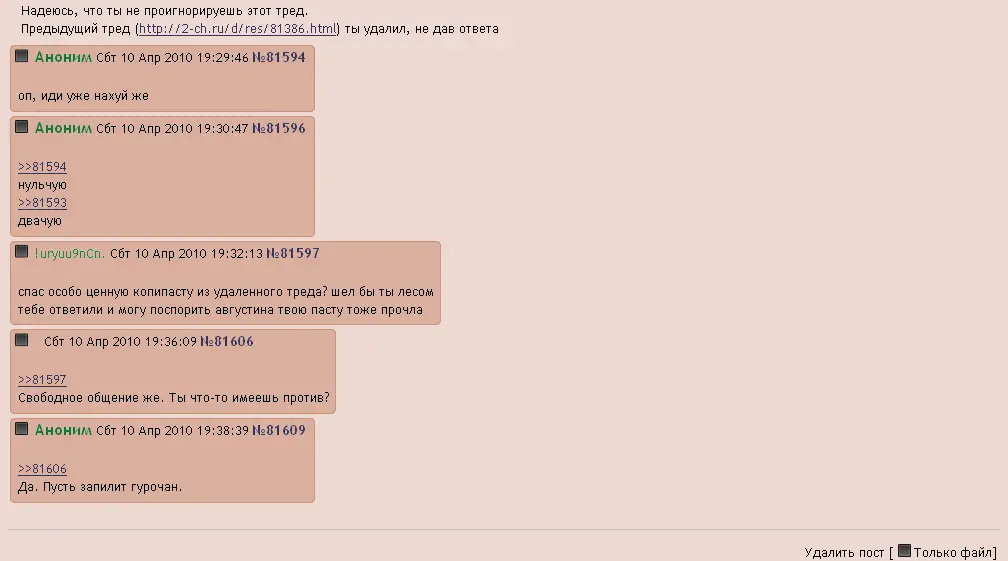 Надеюсь, что ты не проигнорируешь этот тред.
Предыдущий тред (http://2-ch.ru/d/res/81386.html) ты удалил, не дав ответа
Аноним Сбт 10 Апр 2010 19:29:46 №81594
оп, иди уже нахуй же
Аноним Сбт 10 Апр 2010 19:30:47 №81596
>>81594
нульчую
>>81593
двачую
!uryuu9nCn. Сбт 10 Апр 2010 19:32:13 №81597
спас особо ценную копипасту из удаленного треда? шел бы ты лесом
тебе ответили и могу поспорить августина твою пасту тоже прочла
Сбт 10 Апр 2010 19:36:09 №81606
>>81597
Свободное общение же. Ты что-то имеешь против?
Аноним Сбт 10 Апр 2010 19:38:39 №81609
>>81606
Да. Пусть запилит гурочан.
Удалить пост [ Только файл]